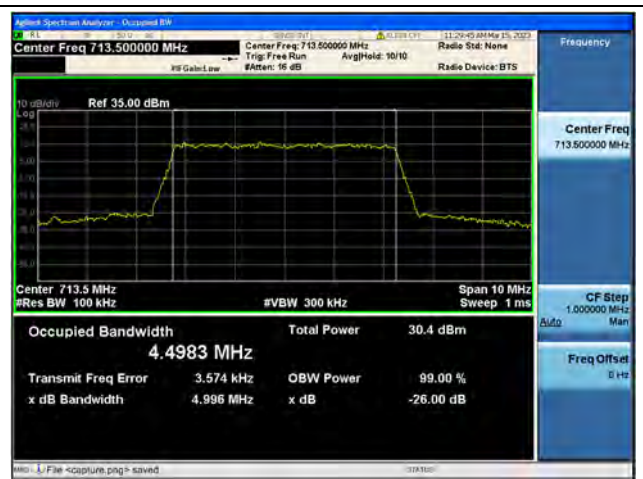 Agilent Spectrum Analyzer - Occupied BW
RL
11:29:45 AM Mar 15, 2023
Center Freq 713.500000 MHz
Center Freq: 713.500000 MHz
Radio Std: None
Trig: Free Run
Avg|Hold: 10/10
#IFGain:Low
#Atten: 16 dB
Radio Device: BTS
Frequency
10 dB/div
Ref 35.00 dBm
Log
Center Freq
713.500000 MHz
Center 713.5 MHz
Span 10 MHz
#Res BW 100 kHz
#VBW 300 kHz
Sweep 1 ms
CF Step
1.000000 MHz
Auto
Man
Occupied Bandwidth
Total Power
30.4 dBm
4.4983 MHz
Freq Offset
0 Hz
Transmit Freq Error
3.574 kHz
OBW Power
99.00 %
x dB Bandwidth
4.996 MHz
x dB
-26.00 dB
File <capture.png> saved
STATUS